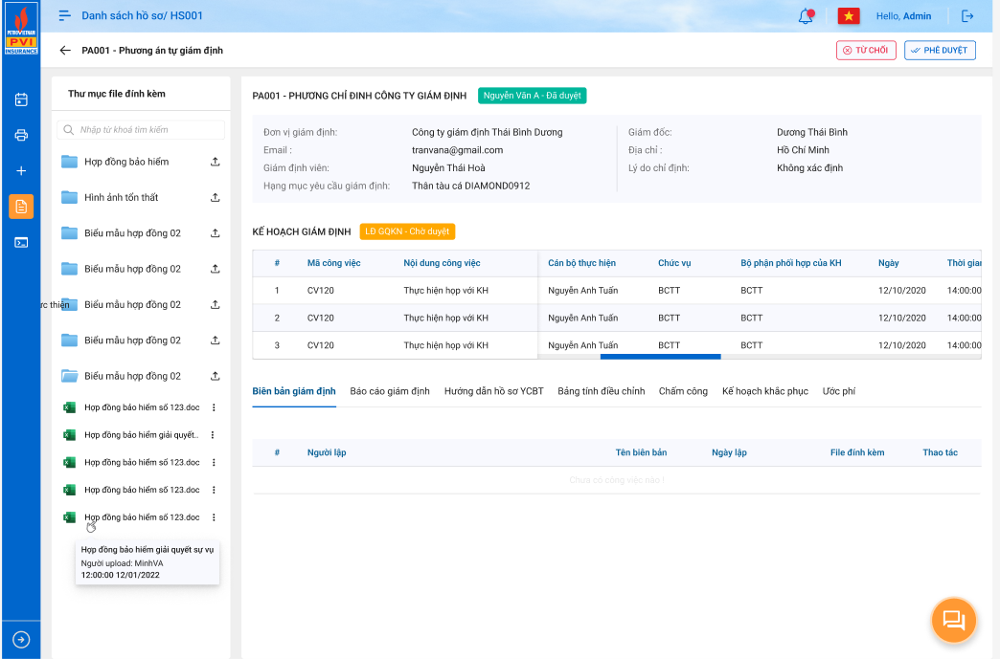 PETROVIETNAM
PVI
INSURANCE
Danh sách hồ sơ/ HS001
Hello, Admin
PA001 - Phương án tự giám định
TỪ CHỐI
PHÊ DUYỆT
Thư mục file đính kèm
Nhập từ khoá tìm kiếm
Hợp đồng bảo hiểm
Hình ảnh tổn thất
Biểu mẫu hợp đồng 02
Biểu mẫu hợp đồng 02
ực thiện
Biểu mẫu hợp đồng 02
Biểu mẫu hợp đồng 02
Biểu mẫu hợp đồng 02
Hợp đồng bảo hiểm số 123.doc
Hợp đồng bảo hiểm giải quyết..
Hợp đồng bảo hiểm số 123.doc
Hợp đồng bảo hiểm số 123.doc
Hợp đồng bảo hiểm số 123.doc
Hợp đồng bảo hiểm giải quyết sự vụ
Người upload: MinhVA
12:00:00 12/01/2022
PA001 - PHƯƠNG CHỈ ĐINH CÔNG TY GIÁM ĐỊNH
Nguyễn Văn A - Đã duyệt
Đơn vị giám định: Công ty giám định Thái Bình Dương
Email : tranvana@gmail.com
Giám định viên: Nguyễn Thái Hoà
Hạng mục yêu cầu giám định: Thân tàu cá DIAMOND0912
Giám đốc: Dương Thái Bình
Địa chỉ : Hồ Chí Minh
Lý do chỉ định: Không xác định
KẾ HOẠCH GIÁM ĐỊNH
LĐ GQKN - Chờ duyệt
# Mã công việc Nội dung công việc Cán bộ thực hiện Chức vụ Bộ phận phối hợp của KH Ngày Thời gian
1 CV120 Thực hiện họp với KH Nguyễn Anh Tuấn BCTT BCTT 12/10/2020 14:00:00
2 CV120 Thực hiện họp với KH Nguyễn Anh Tuấn BCTT BCTT 12/10/2020 14:00:00
3 CV120 Thực hiện họp với KH Nguyễn Anh Tuấn BCTT BCTT 12/10/2020 14:00:00
Biên bản giám định Báo cáo giám định Hướng dẫn hồ sơ YCBT Bảng tính điều chỉnh Chấm công Kế hoạch khắc phục Ước phí
# Người lập Tên biên bản Ngày lập File đính kèm Thao tác
Chưa có công việc nào !